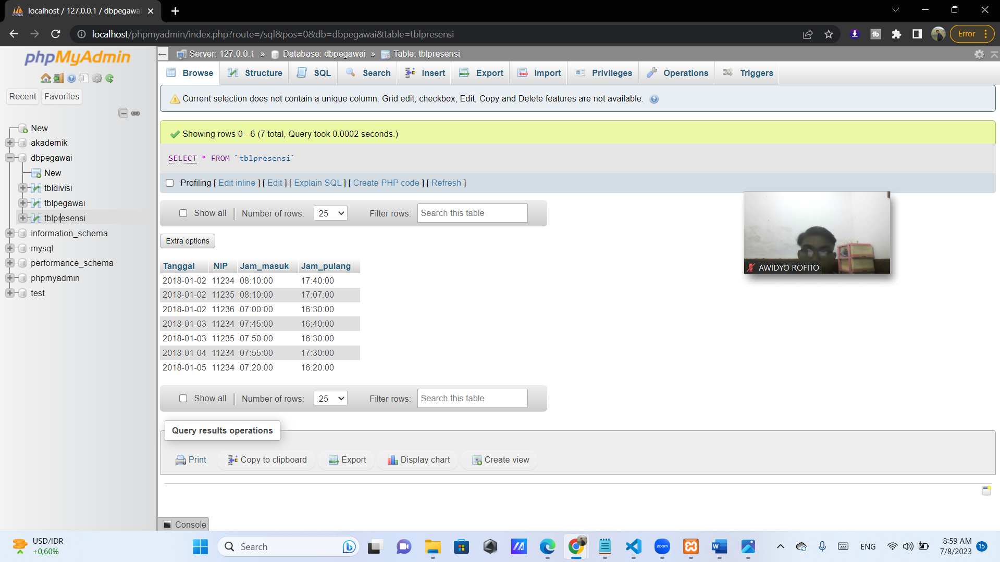 localhost / 127.0.0.1 / dbpegawai
localhost/phpmyadmin/index.php?route=/sql&pos=0&db=dbpegawai&table=tblpresensi
Error
phpMyAdmin
Recent
Favorites
New
akademik
dbpegawai
New
tbldivisi
tblpegawai
tblpresensi
information_schema
mysql
performance_schema
phpmyadmin
test
Server: 127.0.0.1 » Database: dbpegawai » Table: tblpresensi
Browse Structure SQL Search Insert Export Import Privileges Operations Triggers
Current selection does not contain a unique column. Grid edit, checkbox, Edit, Copy and Delete features are not available.
Showing rows 0 - 6 (7 total, Query took 0.0002 seconds.)
SELECT * FROM `tblpresensi`
Profiling [ Edit inline ] [ Edit ] [ Explain SQL ] [ Create PHP code ] [ Refresh ]
Show all Number of rows: 25 Filter rows: Search this table
Extra options
Tanggal NIP Jam_masuk Jam_pulang
2018-01-02 11234 08:10:00 17:40:00
2018-01-02 11235 08:10:00 17:07:00
2018-01-02 11236 07:00:00 16:30:00
2018-01-03 11234 07:45:00 16:40:00
2018-01-03 11235 07:50:00 16:30:00
2018-01-04 11234 07:55:00 17:30:00
2018-01-05 11234 07:20:00 16:20:00
Show all Number of rows: 25 Filter rows: Search this table
Query results operations
Print Copy to clipboard Export Display chart Create view
Console
AWIDYO ROFITO
USD/IDR
+0,60%
Search
zoom
ENG
8:59 AM
7/8/2023
15